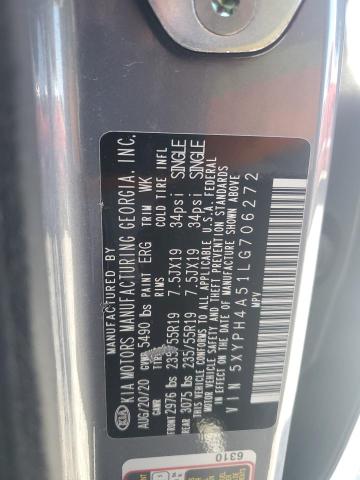 MANUFACTURED BY
KIA KIA MOTORS MANUFACTURING GEORGIA, INC.
AUG/20/20 GVWR 5490 lbs PAINT ERG TRIM WK
GAWR TIRES RIMS COLD TIRE INFL
FRONT 2976 lbs 235/55R19 7.5JX19 34psi SINGLE
REAR 3075 lbs 235/55R19 7.5JX19 34psi SINGLE
THIS VEHICLE CONFORMS TO ALL APPLICABLE U.S.A. FEDERAL
MOTOR VEHICLE SAFETY AND THEFT PREVENTION STANDARDS
IN EFFECT ON THE DATE OF MANUFACTURE SHOWN ABOVE
VIN 5XYPH4A51LG706272
MPV
6310